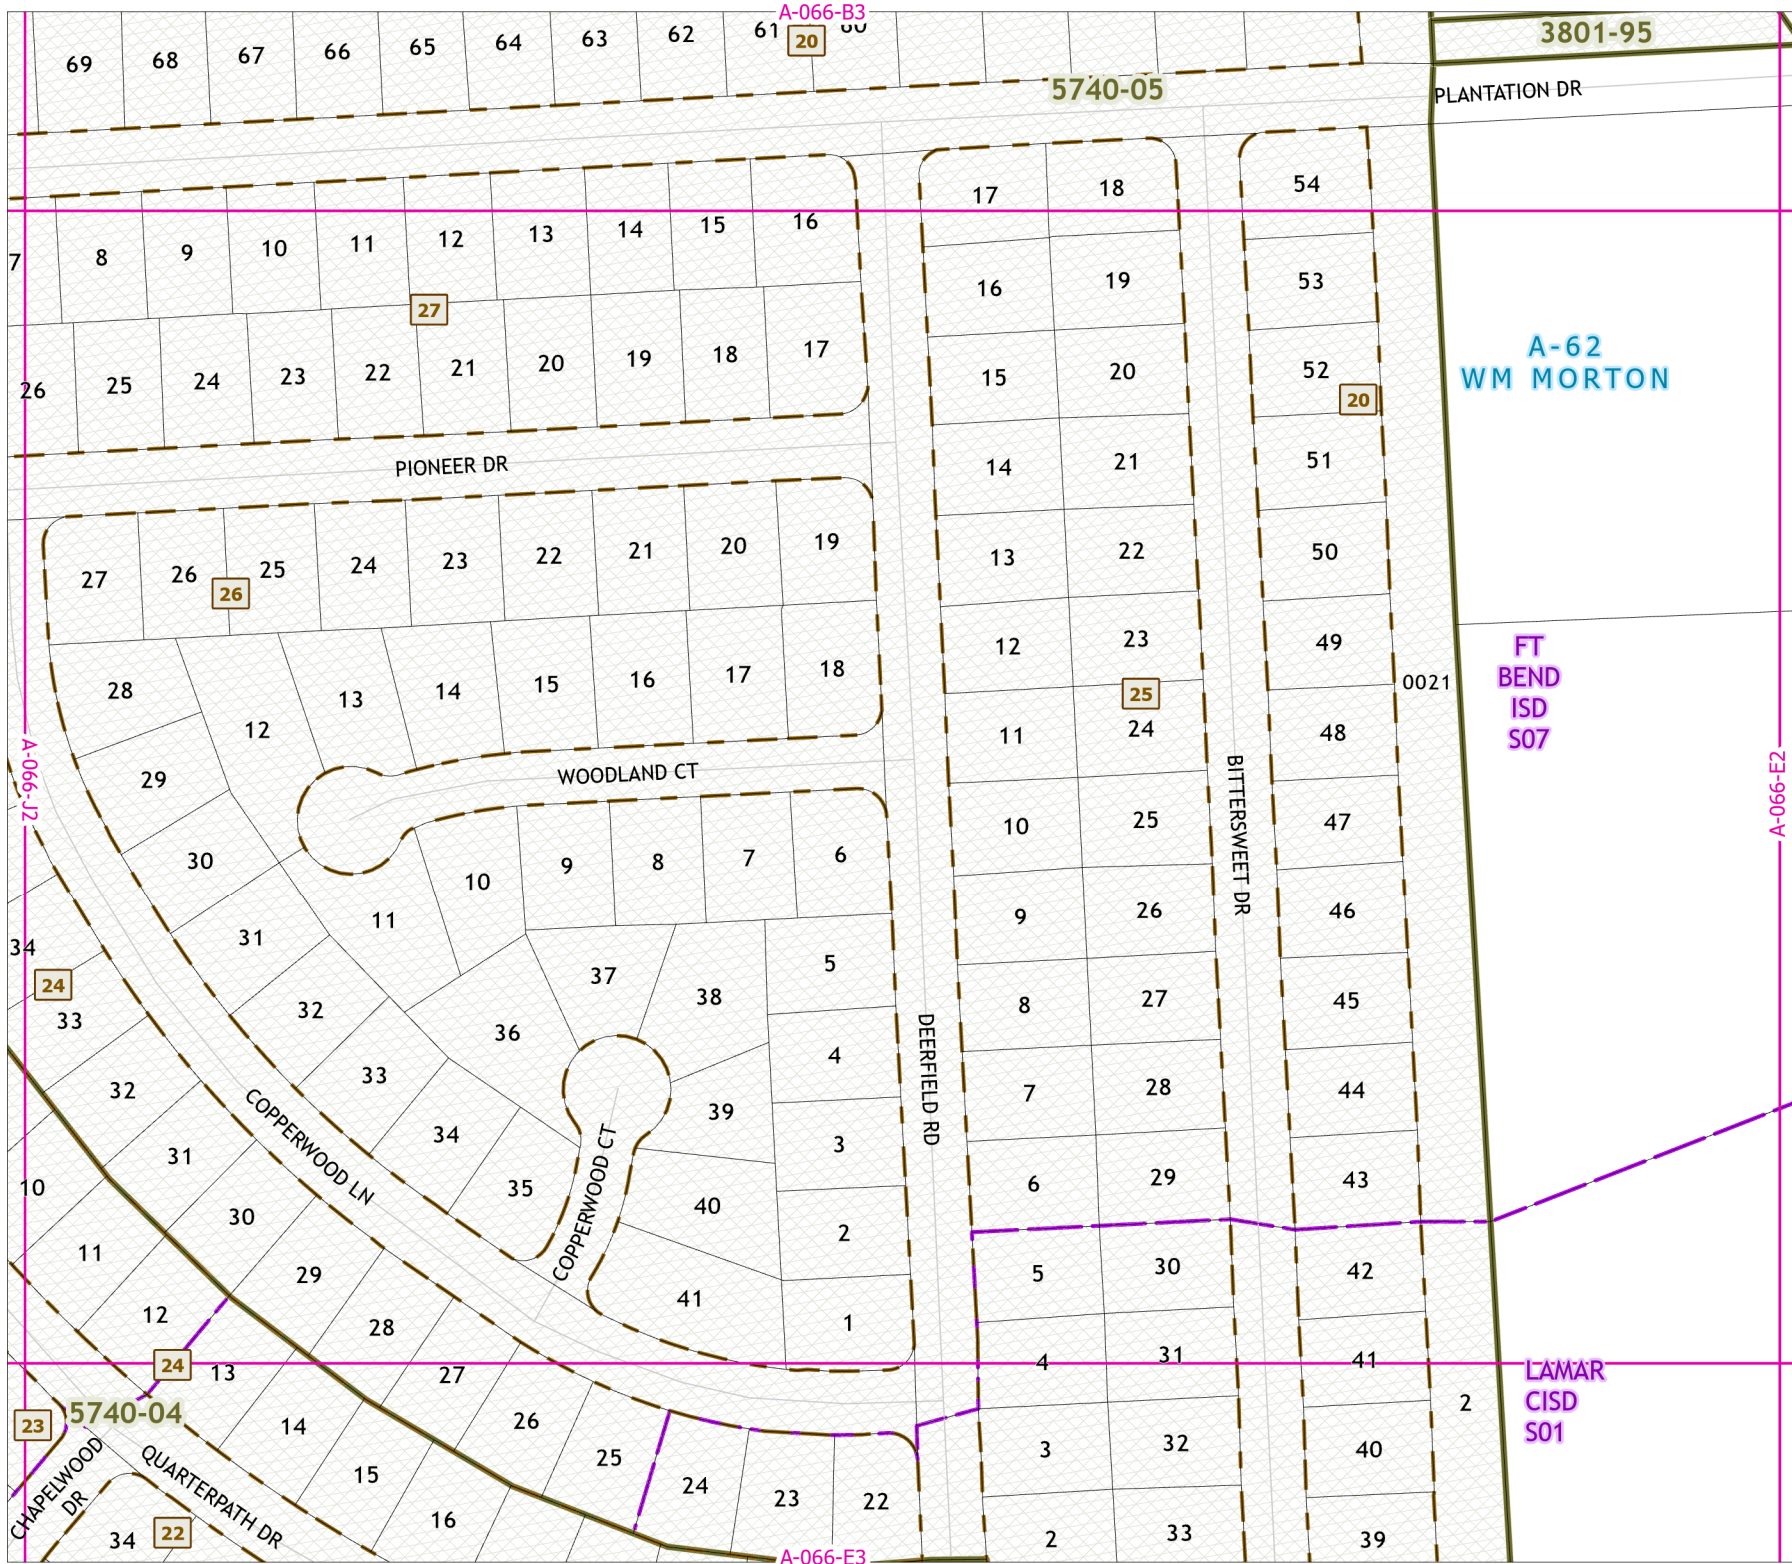 A-066-B3
69 68 67 66 65 64 63 62 61 20 60
3801-95
5740-05
PLANTATION DR
17 18 54
7 8 9 10 11 12 13 14 15 16
27
16 19 53
26 25 24 23 22 21 20 19 18 17
15 20 52
20
A-62
WM MORTON
PIONEER DR
14 21 51
27 26 25 24 23 22 21 20 19
26
13 22 50
28 12 13 14 15 16 17 18
12 23 49
25
0021
FT
BEND
ISD
S07
11 24 48
A-066-J2
29
WOODLAND CT
BITTERSWEET DR
A-066-E2
30 11 10 9 8 7 6
10 25 47
31
9 26 46
34
24
33
32 36 37 38 5
8 27 45
32 33 39 4
DEERFIELD RD
7 28 44
31 34 3
COPPERWOOD LN
COPPERWOOD CT
10 30 35 40 2
6 29 43
11 29 41 1
5 30 42
12 28
24
13 27
4 31 41
LAMAR
CISD
S01
5740-04
23
14 26 2
CHAPELWOOD
DR
QUARTERPATH DR
15 25 24 23 22
3 32 40
34
22
16
2 33 39
A-066-E3